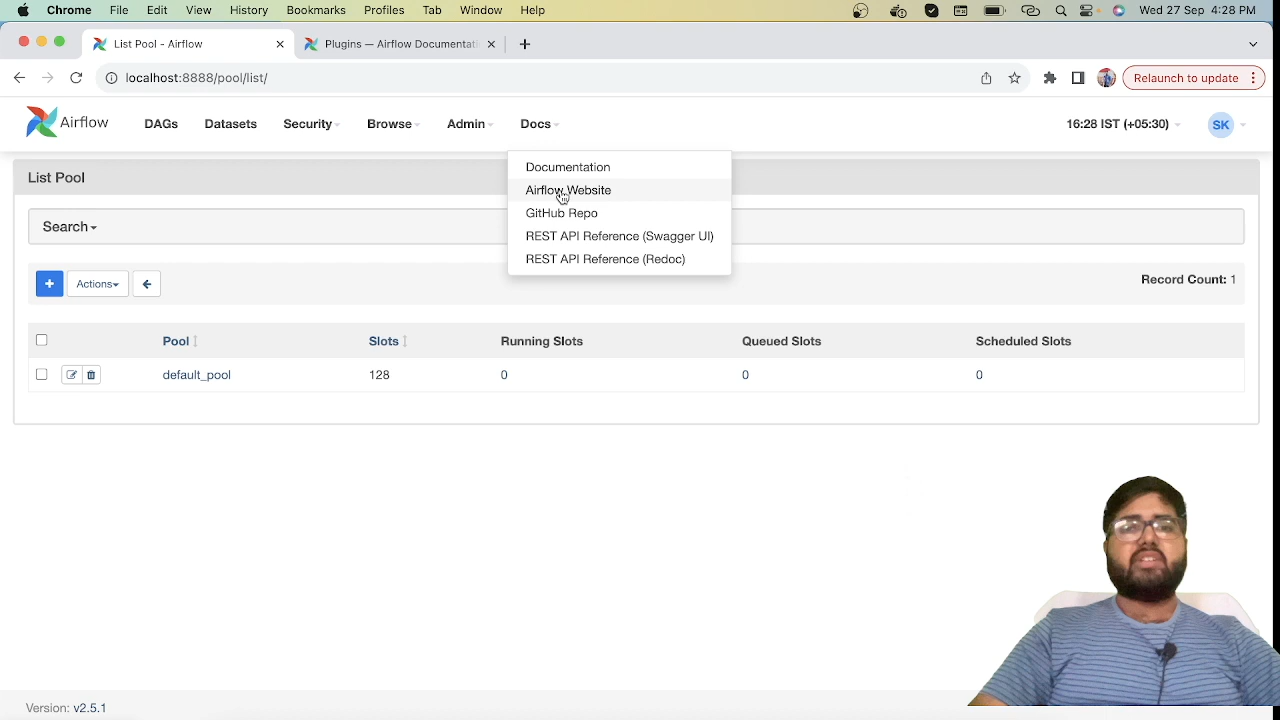 Chrome File Edit View History Bookmarks Profiles Tab Window Help Wed 27 Sep 4:28 PM
List Pool - Airflow Plugins — Airflow Documentati
localhost:8888/pool/list/ Relaunch to update
Airflow DAGs Datasets Security Browse Admin Docs 16:28 IST (+05:30) SK
Documentation
List Pool
Airflow Website
GitHub Repo
Search
REST API Reference (Swagger UI)
REST API Reference (Redoc)
Actions Record Count: 1
Pool Slots Running Slots Queued Slots Scheduled Slots
default_pool 128 0 0 0
Version: v2.5.1